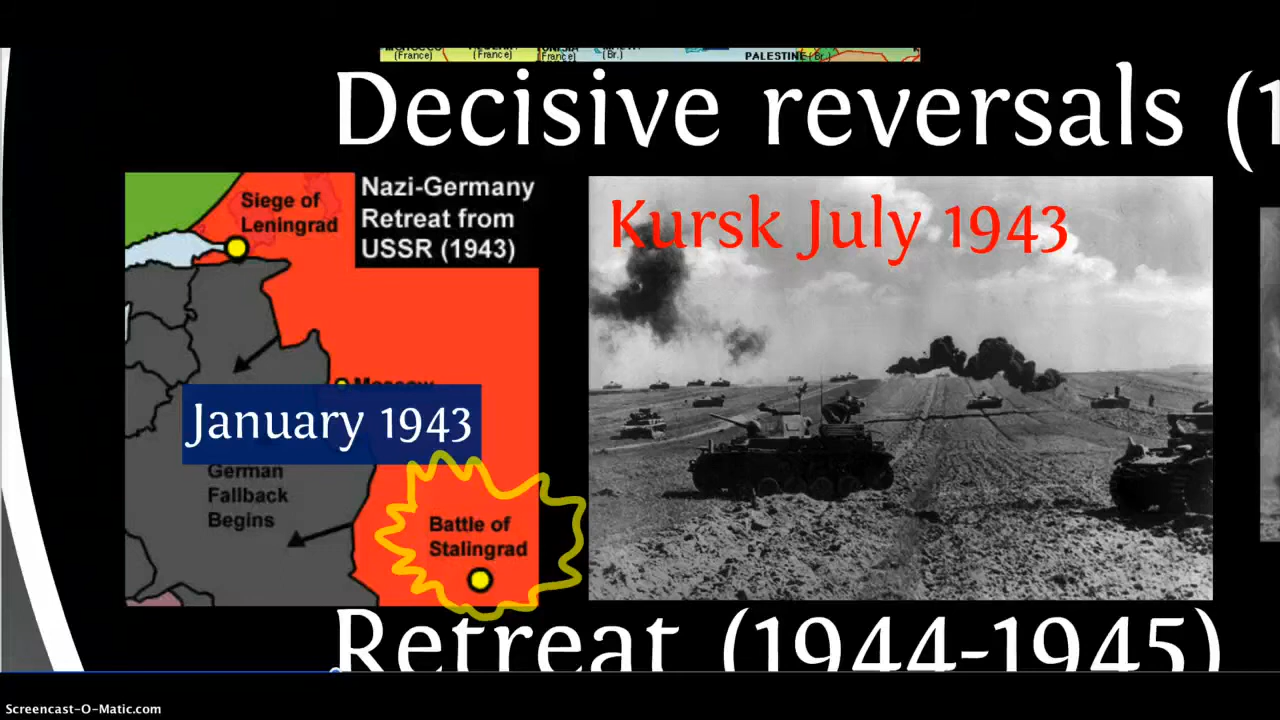 (France)
(France)
(France)
(Br.)
PALESTINE (Br.)
Decisive reversals (1
Siege of
Leningrad
Nazi-Germany
Retreat from
USSR (1943)
Kursk July 1943
Moscow
January 1943
German
Fallback
Begins
Battle of
Stalingrad
Retreat (1944-1945)
Screencast-O-Matic.com